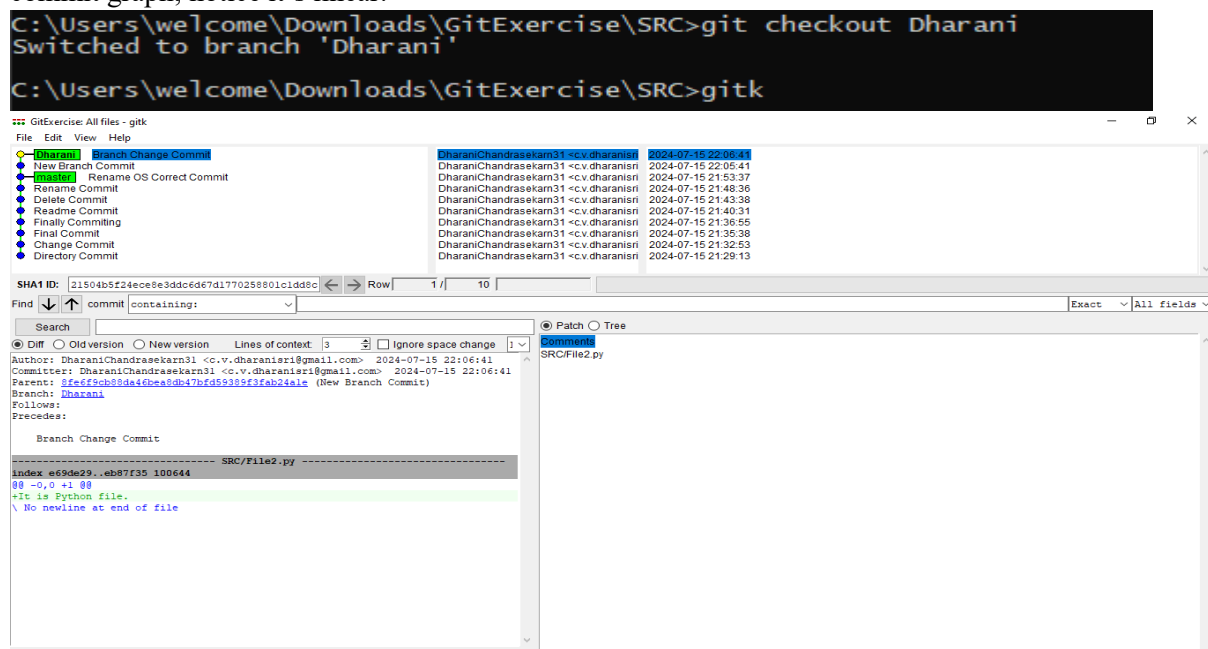 commit graph, notice it's linear.
C:\Users\welcome\Downloads\GitExercise\SRC>git checkout Dharani
Switched to branch 'Dharani'
C:\Users\welcome\Downloads\GitExercise\SRC>gitk
GitExercise: All files - gitk
File Edit View Help
Dharani Branch Change Commit DharaniChandrasekarn31 <c.v.dharanisri 2024-07-15 22:06:41
New Branch Commit DharaniChandrasekarn31 <c.v.dharanisri 2024-07-15 22:05:41
master Rename OS Correct Commit DharaniChandrasekarn31 <c.v.dharanisri 2024-07-15 21:53:37
Rename Commit DharaniChandrasekarn31 <c.v.dharanisri 2024-07-15 21:48:36
Delete Commit DharaniChandrasekarn31 <c.v.dharanisri 2024-07-15 21:43:38
Readme Commit DharaniChandrasekarn31 <c.v.dharanisri 2024-07-15 21:40:31
Finally Commiting DharaniChandrasekarn31 <c.v.dharanisri 2024-07-15 21:36:55
Final Commit DharaniChandrasekarn31 <c.v.dharanisri 2024-07-15 21:35:38
Change Commit DharaniChandrasekarn31 <c.v.dharanisri 2024-07-15 21:32:53
Directory Commit DharaniChandrasekarn31 <c.v.dharanisri 2024-07-15 21:29:13
SHA1 ID: 21504b5f24ece8e3ddc6d67d1770258801c1dd8c Row 1 / 10
Find commit containing: Exact All fields
Search Patch Tree
Diff Old version New version Lines of context: 3 Ignore space change
Comments
SRC/File2.py
Author: DharaniChandrasekarn31 <c.v.dharanisri@gmail.com> 2024-07-15 22:06:41
Committer: DharaniChandrasekarn31 <c.v.dharanisri@gmail.com> 2024-07-15 22:06:41
Parent: 8fe6f9cb88da46bea8db47bfd59389f3fab24a1e (New Branch Commit)
Branch: Dharani
Follows:
Precedes:
Branch Change Commit
-------------------------------- SRC/File2.py --------------------------------
index e69de29..eb87f35 100644
@@ -0,0 +1 @@
+It is Python file.
\ No newline at end of file